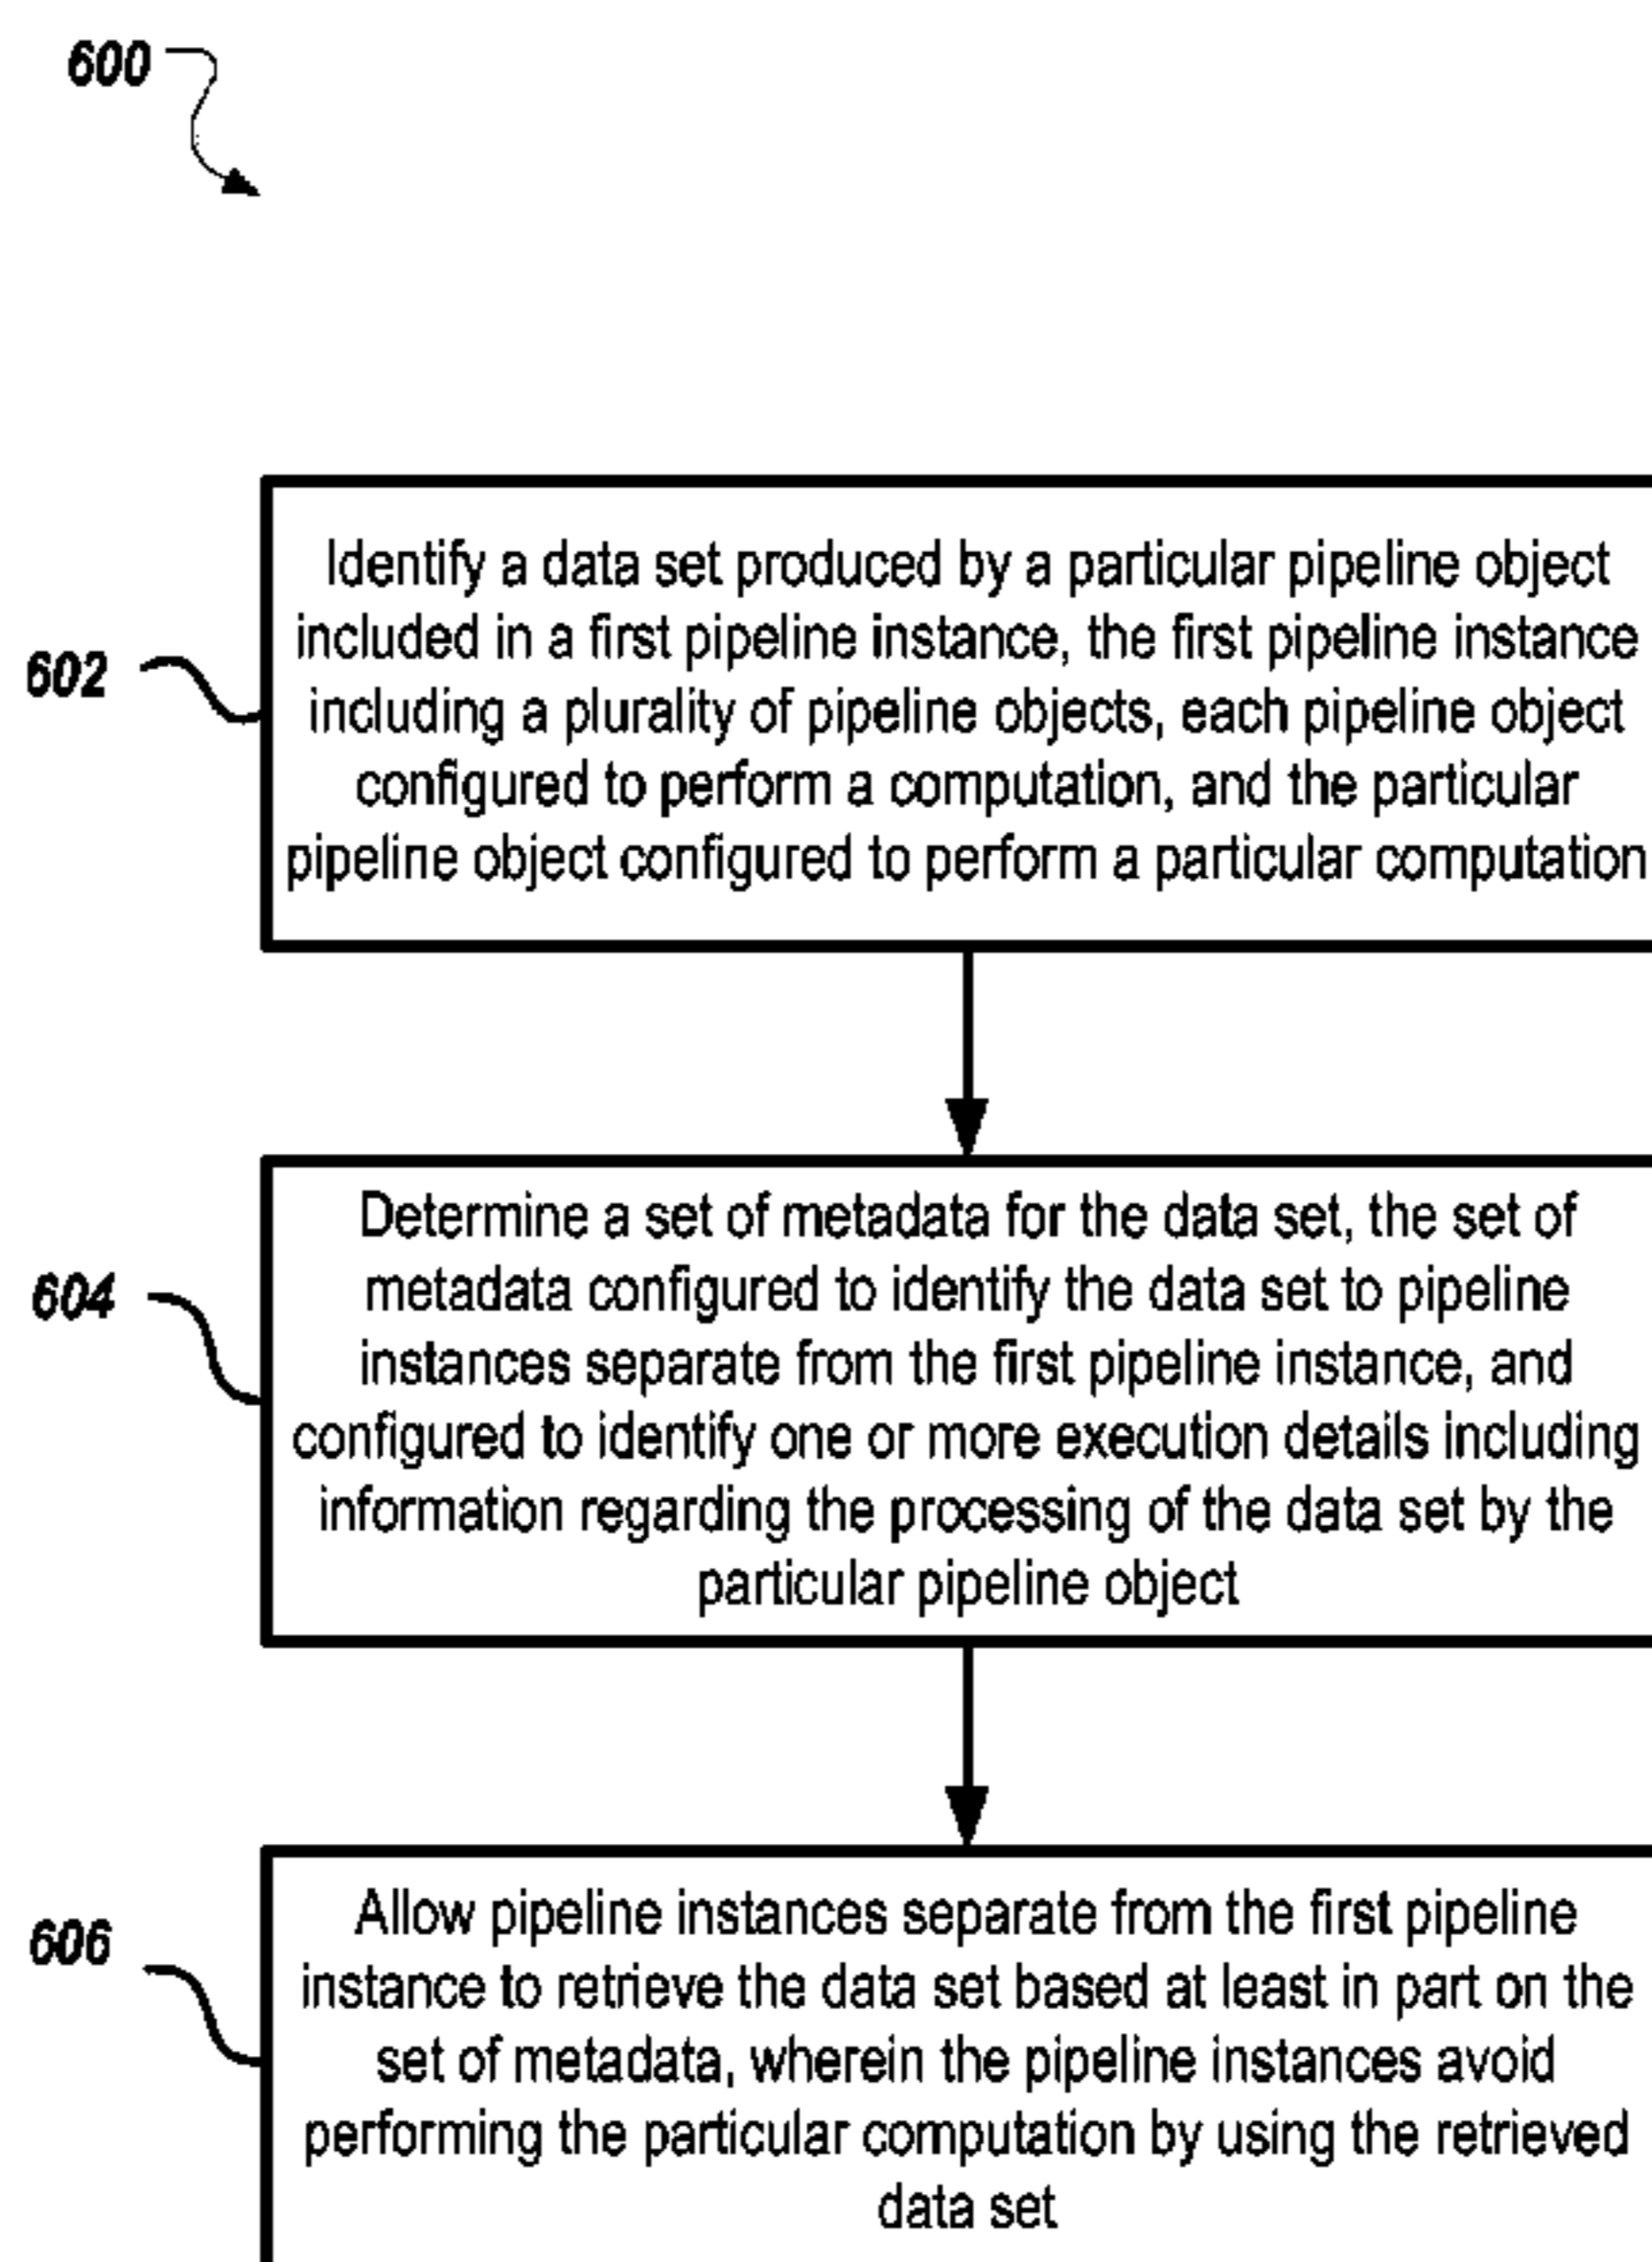 600
602
Identify a data set produced by a particular pipeline object
included in a first pipeline instance, the first pipeline instance
including a plurality of pipeline objects, each pipeline object
configured to perform a computation, and the particular
pipeline object configured to perform a particular computation
604
Determine a set of metadata for the data set, the set of
metadata configured to identify the data set to pipeline
instances separate from the first pipeline instance, and
configured to identify one or more execution details including
information regarding the processing of the data set by the
particular pipeline object
606
Allow pipeline instances separate from the first pipeline
instance to retrieve the data set based at least in part on the
set of metadata, wherein the pipeline instances avoid
performing the particular computation by using the retrieved
data set